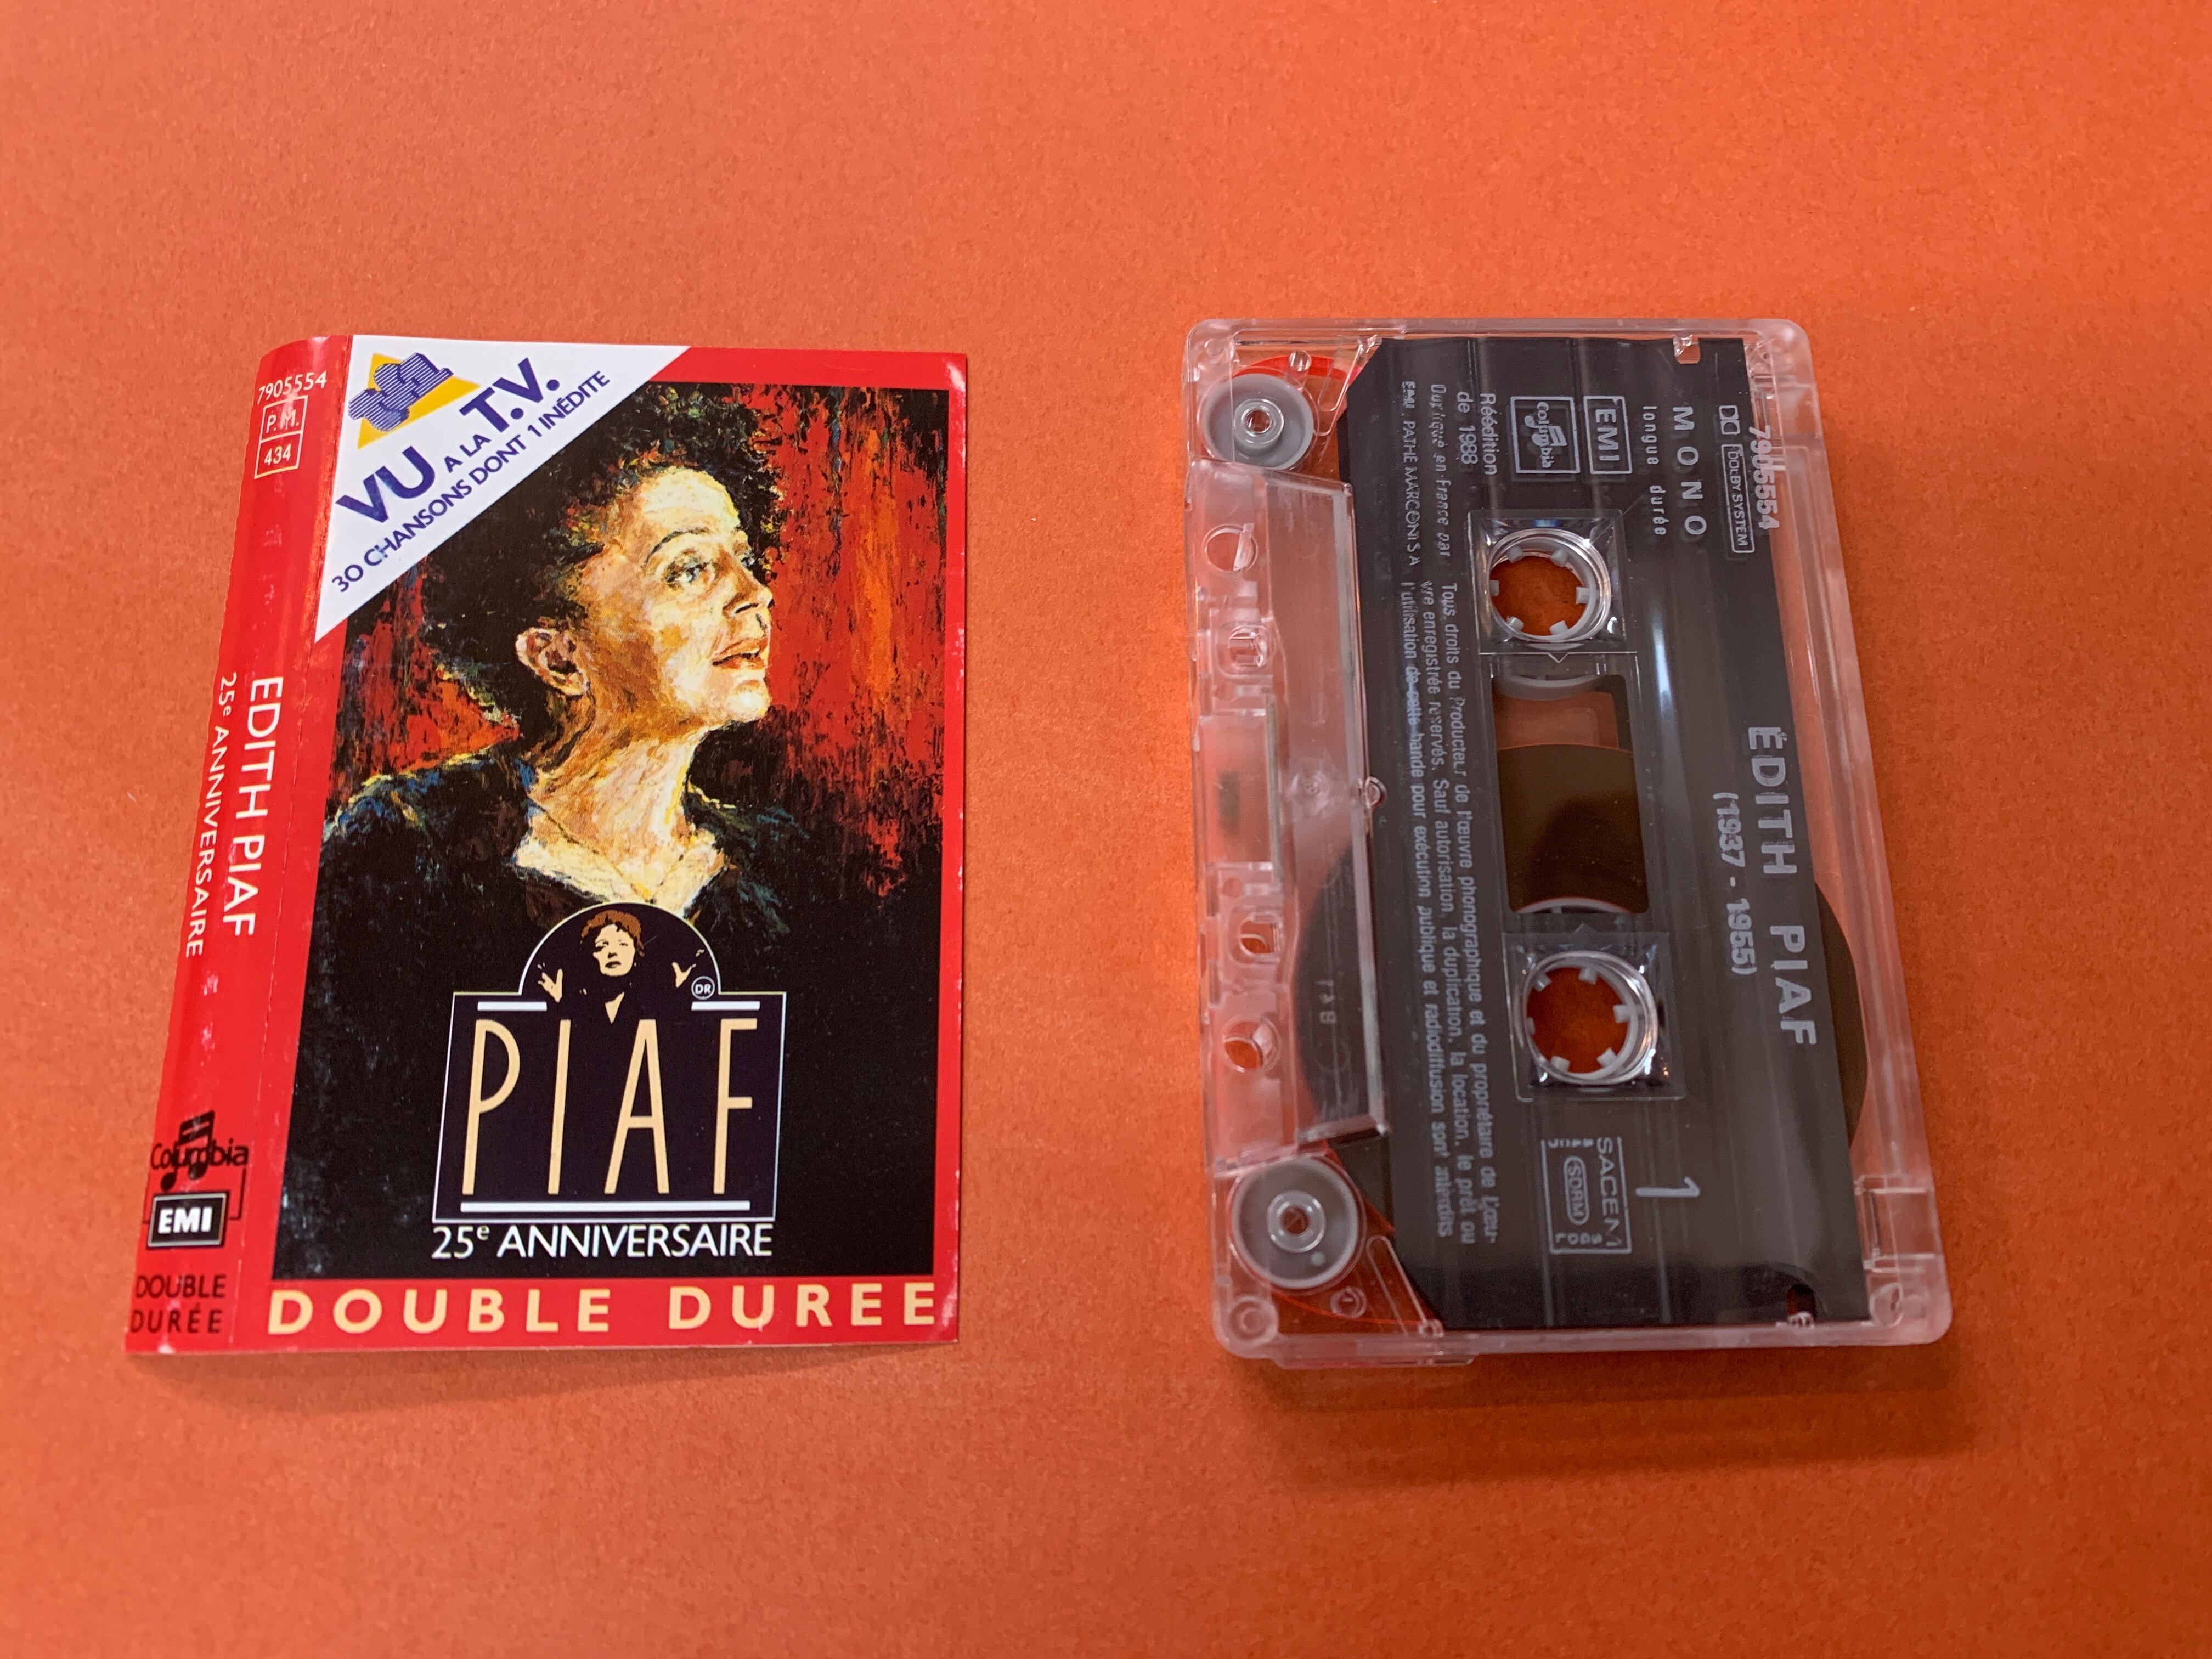 7905554
P.M.
434
EDITH PIAF
25e ANNIVERSAIRE
Columbia
EMI
DOUBLE
DURÉE
VU A LA T.V.
30 CHANSONS DONT 1 INÉDITE
DR
PIAF
25e ANNIVERSAIRE
DOUBLE DUREE
7905554
DOLBY SYSTEM
ÉDITH PIAF
(1937 - 1955)
MONO
longue durée
EMI
Columbia
1
SACEM
SDRM
Réédition
de 1988
EMI PATHE MARCONI S A
Tous droits du Producteur de l'œuvre phonographique et du propriétaire de l'œu-
vre enregistrée réservés. Sauf autorisation, la duplication, la location, le prêt ou
l'utilisation de cette bande pour exécution publique et radiodiffusion sont interdits